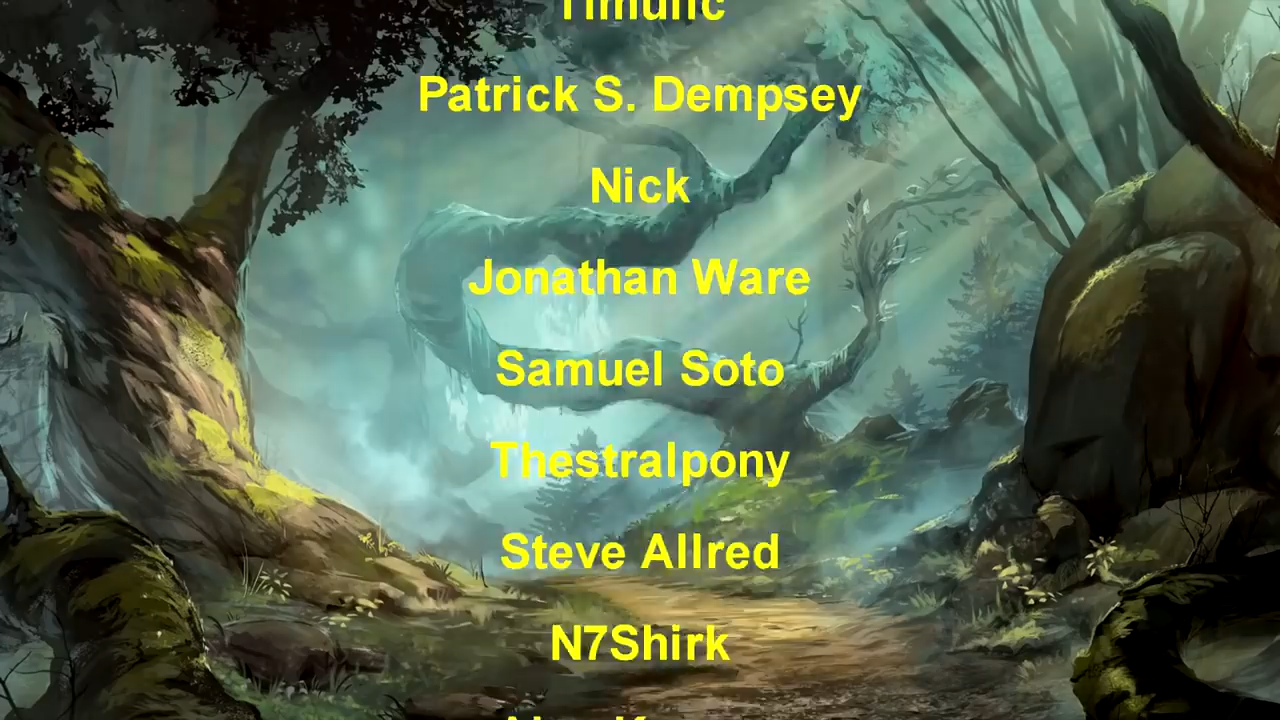 Patrick S. Dempsey
Nick
Jonathan Ware
Samuel Soto
Thestralpony
Steve Allred
N7Shirk